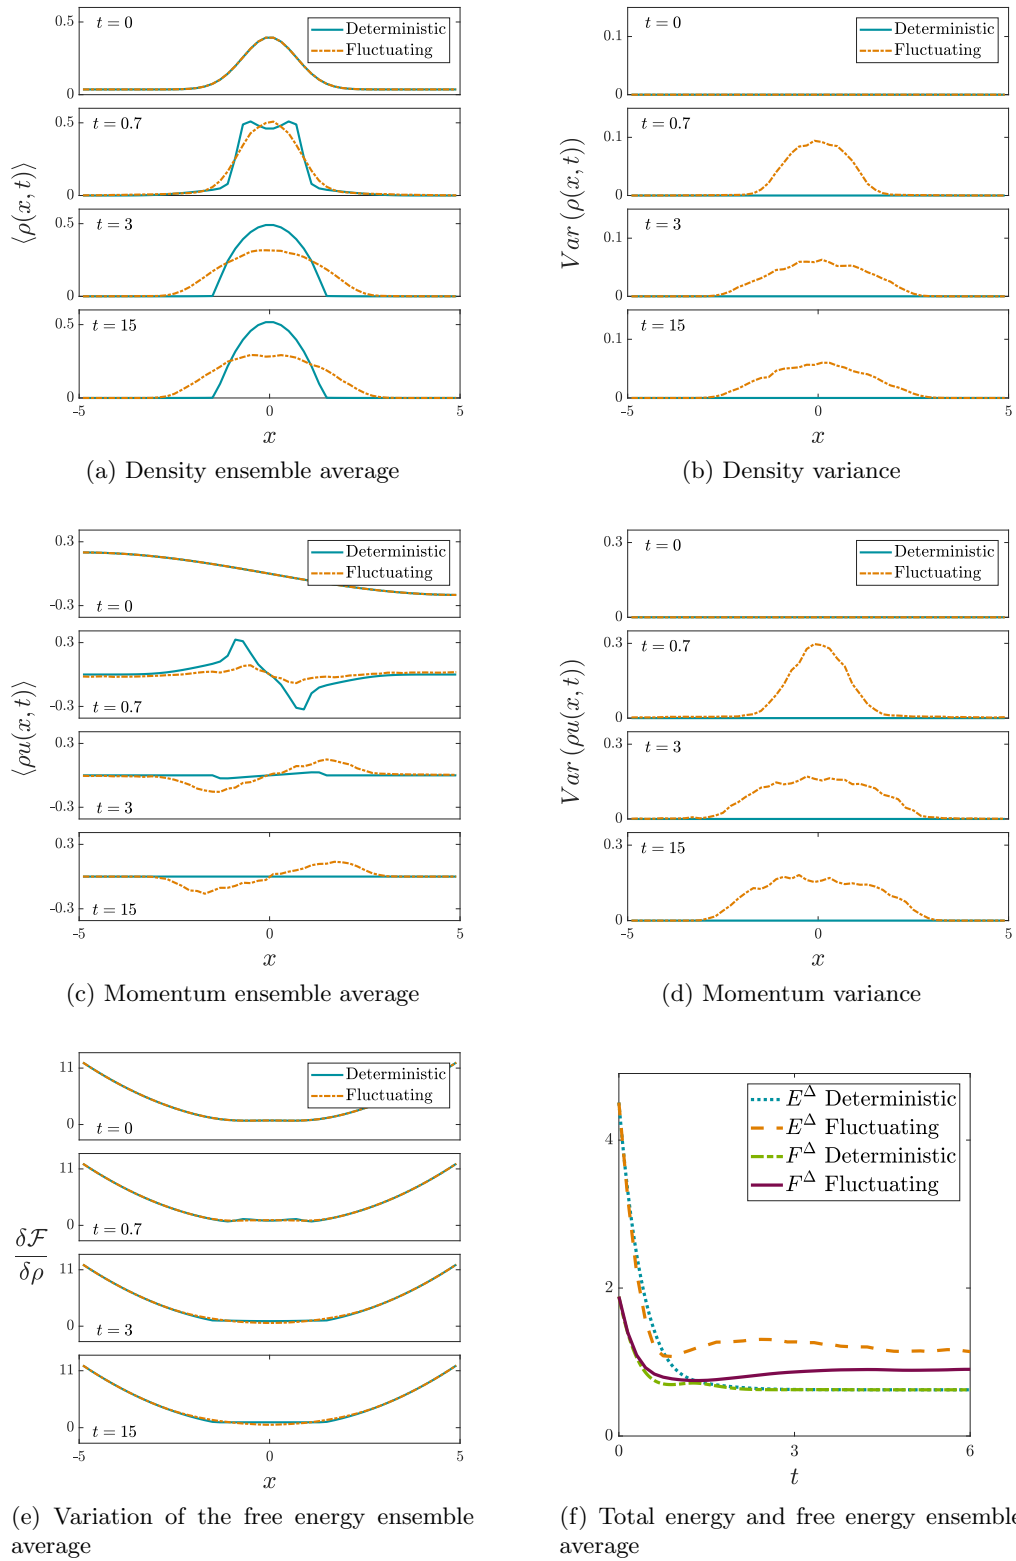 t = 0
Deterministic
Fluctuating
0.5
0
t = 0.7
0.5
0
t = 3
0.5
0
t = 15
0.5
0
-5 0 5
x
⟨ρ(x, t)⟩
(a) Density ensemble average
t = 0
Deterministic
Fluctuating
0.1
0
t = 0.7
0.1
0
t = 3
0.1
0
t = 15
0.1
0
-5 0 5
x
Var (ρ(x, t))
(b) Density variance
0.3
-0.3
Deterministic
Fluctuating
t = 0
0.3
-0.3
t = 0.7
0.3
-0.3
t = 3
0.3
-0.3
t = 15
-5 0 5
x
⟨ρu(x, t)⟩
(c) Momentum ensemble average
t = 0
Deterministic
Fluctuating
0.3
0
t = 0.7
0.3
0
t = 3
0.3
0
t = 15
0.3
0
-5 0 5
x
Var (ρu(x, t))
(d) Momentum variance
11
0
Deterministic
Fluctuating
t = 0
11
0
t = 0.7
11
0
t = 3
11
0
t = 15
-5 0 5
x
δF
δρ
(e) Variation of the free energy ensemble
average
E^Δ Deterministic
E^Δ Fluctuating
F^Δ Deterministic
F^Δ Fluctuating
4
2
0
0 3 6
t
(f) Total energy and free energy ensemble
average